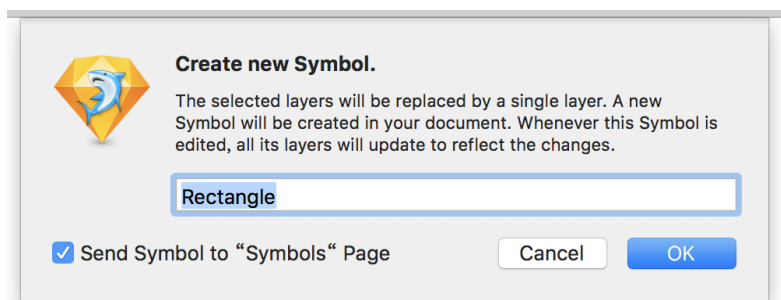 Create new Symbol.
The selected layers will be replaced by a single layer. A new
Symbol will be created in your document. Whenever this Symbol is
edited, all its layers will update to reflect the changes.
Rectangle
Send Symbol to “Symbols” Page
Cancel
OK